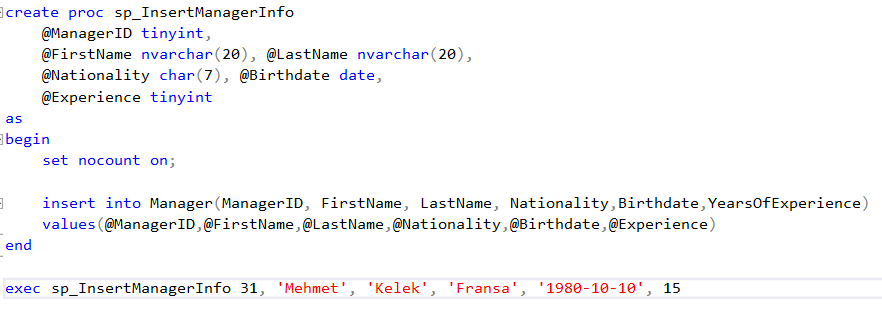 create proc sp_InsertManagerInfo
    @ManagerID tinyint,
    @FirstName nvarchar(20), @LastName nvarchar(20),
    @Nationality char(7), @Birthdate date,
    @Experience tinyint
as
begin
    set nocount on;
    insert into Manager(ManagerID, FirstName, LastName, Nationality,Birthdate,YearsOfExperience)
    values(@ManagerID,@FirstName,@LastName,@Nationality,@Birthdate,@Experience)
end
exec sp_InsertManagerInfo 31, 'Mehmet', 'Kelek', 'Fransa', '1980-10-10', 15